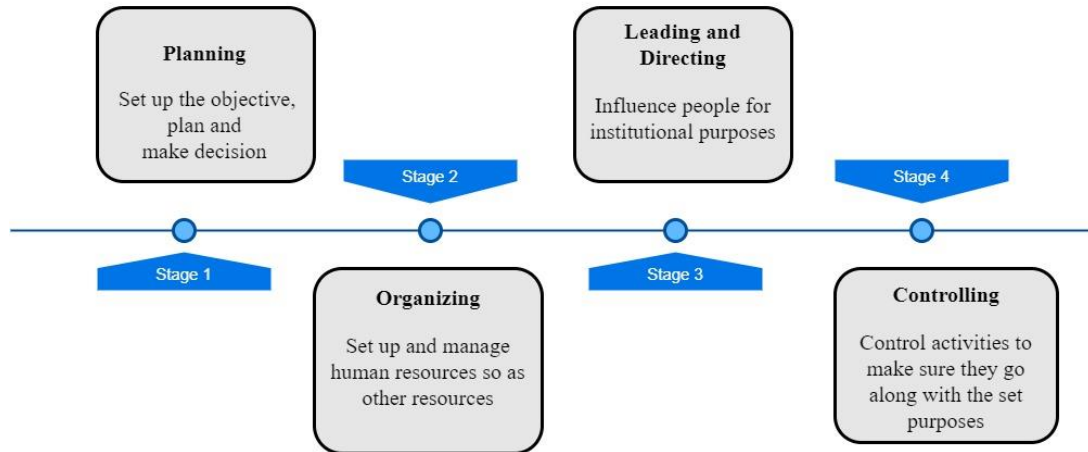 Planning
Set up the objective,
plan and
make decision
Stage 1
Stage 2
Organizing
Set up and manage
human resources so as
other resources
Leading and
Directing
Influence people for
institutional purposes
Stage 3
Stage 4
Controlling
Control activities to
make sure they go
along with the set
purposes